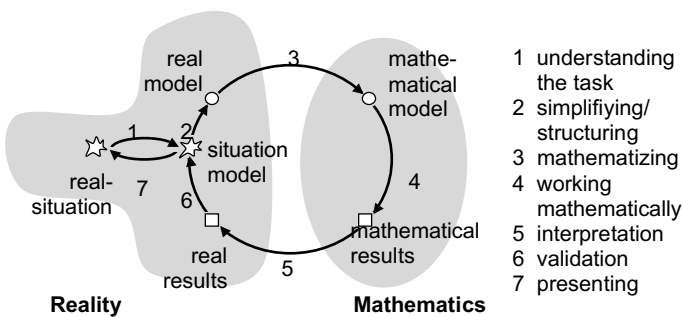 real
model
3
mathe-
matical
model
1
2
situation
model
real-
situation
7
6
4
real
results
5
mathematical
results
Reality
Mathematics
1 understanding
the task
2 simplifiying/
structuring
3 mathematizing
4 working
mathematically
5 interpretation
6 validation
7 presenting